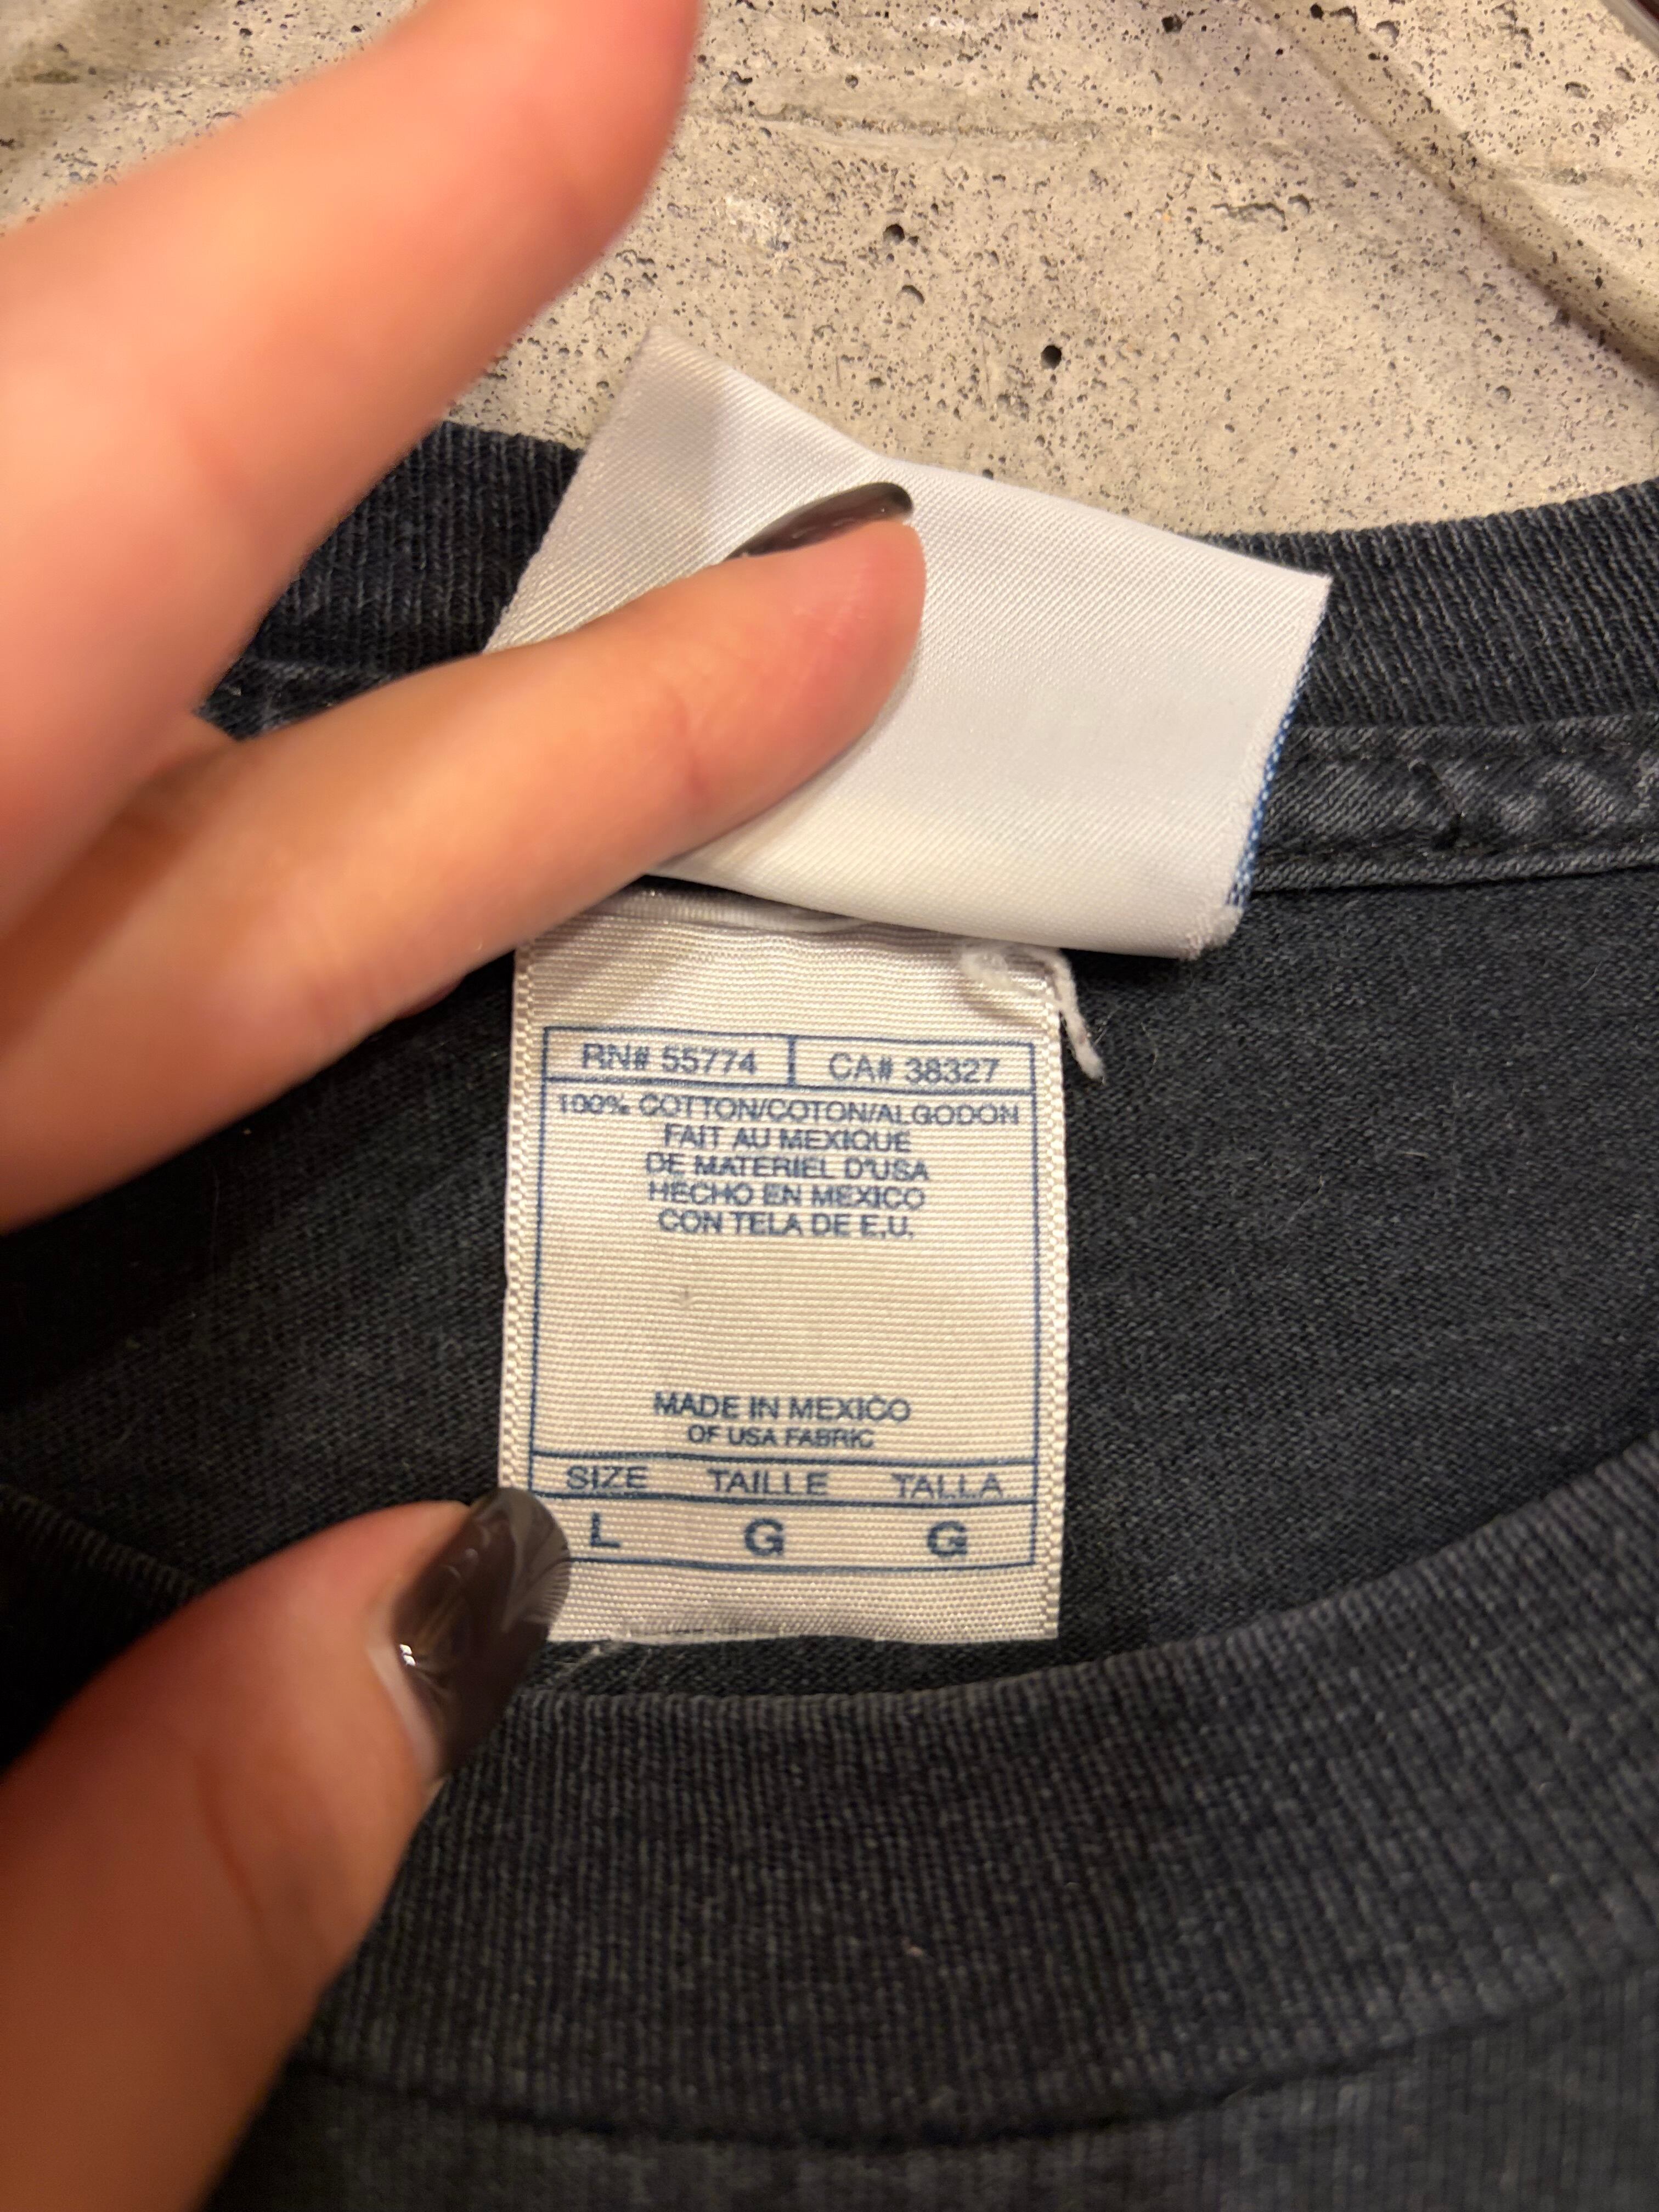 RN# 55774 CA# 38327
100% COTTON/COTON/ALGODON
FAIT AU MEXIQUE
DE MATERIEL D'USA
HECHO EN MEXICO
CON TELA DE E.U.
MADE IN MEXICO
OF USA FABRIC
SIZE TAILLE TALLA
L G G